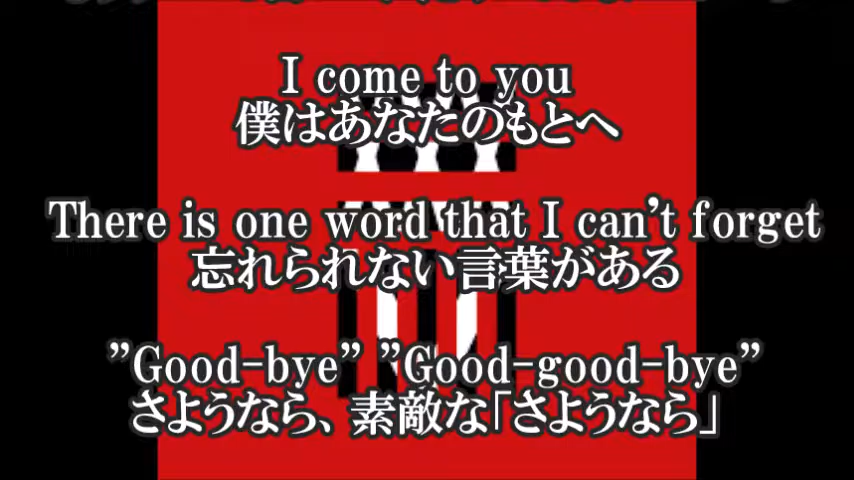 I come to you
僕はあなたのもとへ
There is one word that I can't forget
忘れられない言葉がある
”Good-bye” ”Good-good-bye”
さようなら、素敵な「さようなら」